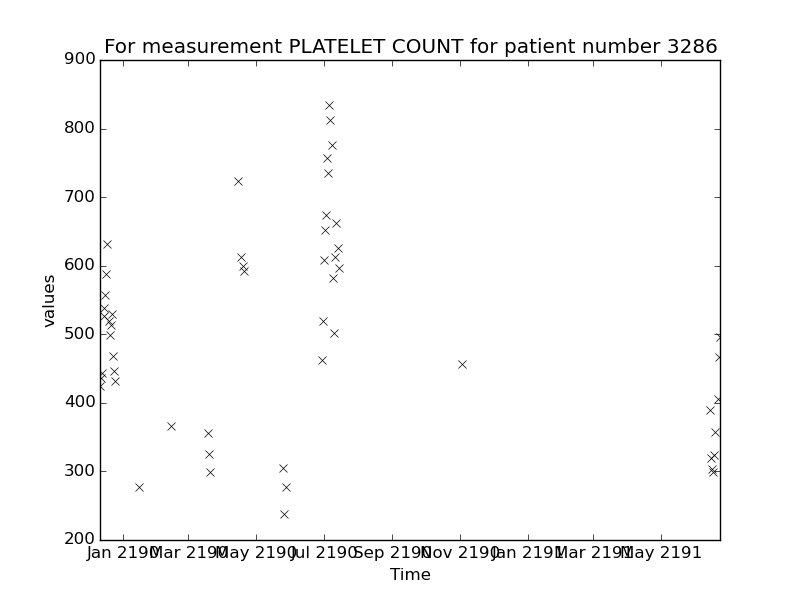 For measurement PLATELET COUNT for patient number 3286
900
800
700
600
500
400
300
200
values
Jan 2190 Mar 2190 May 2190 Jul 2190 Sep 2190 Nov 2190 Jan 2191 Mar 2191 May 2191
Time